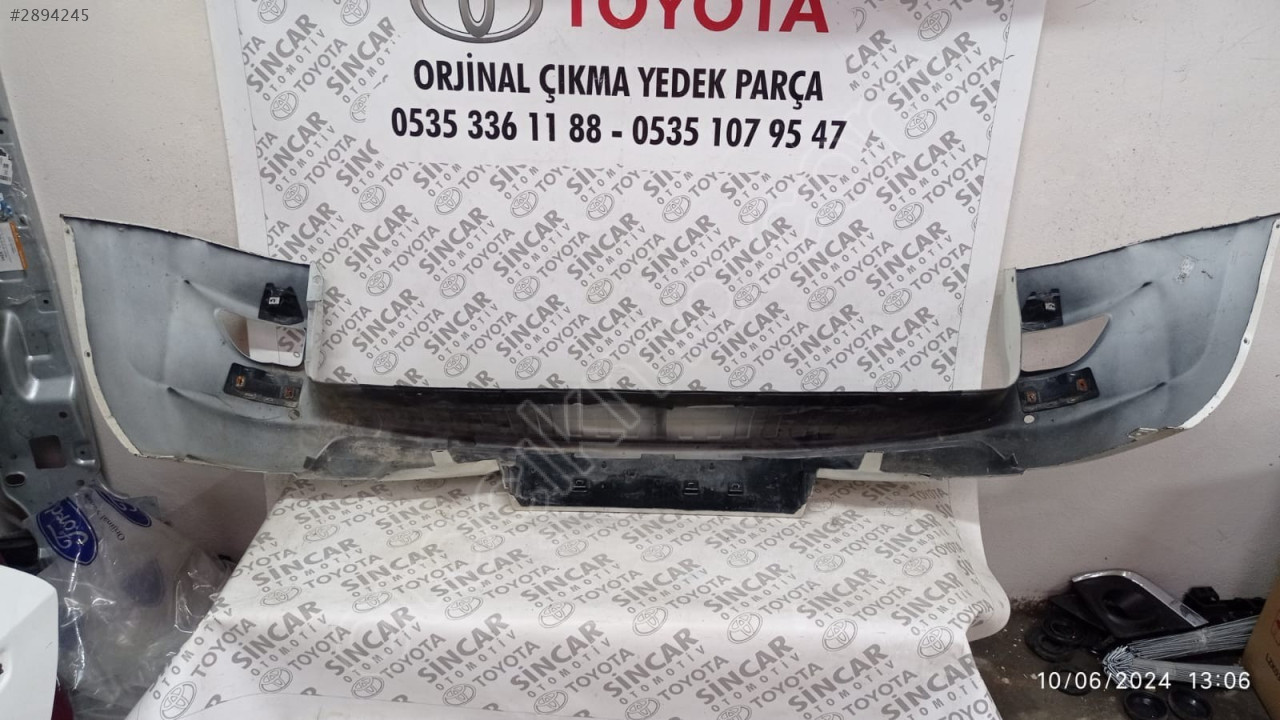 #2894245
TOYOTA
ORJİNAL ÇIKMA YEDEK PARÇA
0535 336 11 88 - 0535 107 95 47
SİNCAR
OTOMOTİV
TOYOTA
Ford
10/06/2024 13:06